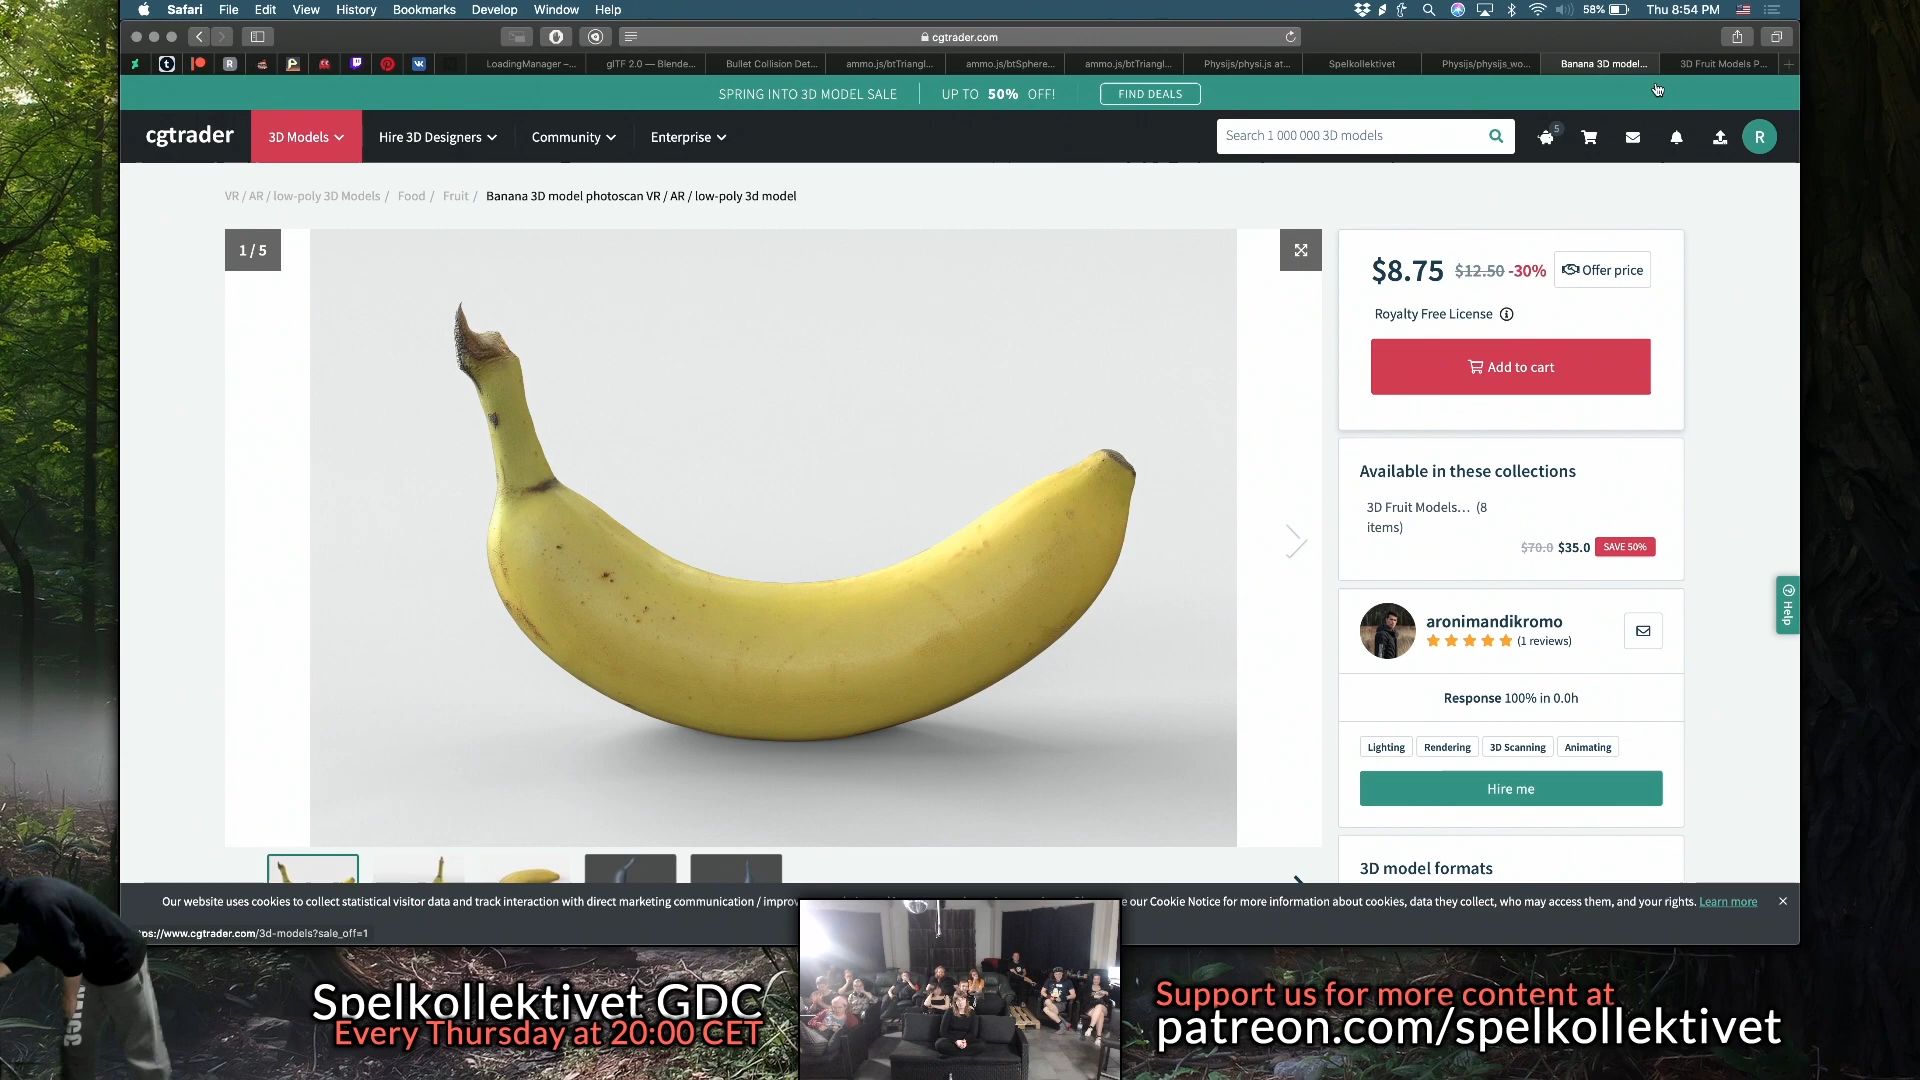 Safari File Edit View History Bookmarks Develop Window Help 58% Thu 8:54 PM
cgtrader.com
LoadingManager –... glTF 2.0 — Blende... Bullet Collision Det... ammo.js/btTriangl... ammo.js/btSphere... ammo.js/btTriangl... Physijs/physi.js at... Spelkollektivet Physijs/physijs_wo... Banana 3D model... 3D Fruit Models P...
SPRING INTO 3D MODEL SALE UP TO 50% OFF! FIND DEALS
cgtrader 3D Models Hire 3D Designers Community Enterprise Search 1 000 000 3D models 5 R
VR / AR / low-poly 3D Models / Food / Fruit / Banana 3D model photoscan VR / AR / low-poly 3d model
1 / 5
$8.75 $12.50 -30% Offer price
Royalty Free License
Add to cart
Available in these collections
3D Fruit Models... (8
items)
$70.0 $35.0 SAVE 50%
Help
aronimandikromo
(1 reviews)
Response 100% in 0.0h
Lighting Rendering 3D Scanning Animating
Hire me
3D model formats
Our website uses cookies to collect statistical visitor data and track interaction with direct marketing communication / improv our Cookie Notice for more information about cookies, data they collect, who may access them, and your rights. Learn more
ps://www.cgtrader.com/3d-models?sale_off=1
Spelkollektivet GDC
Every Thursday at 20:00 CET
Support us for more content at
patreon.com/spelkollektivet